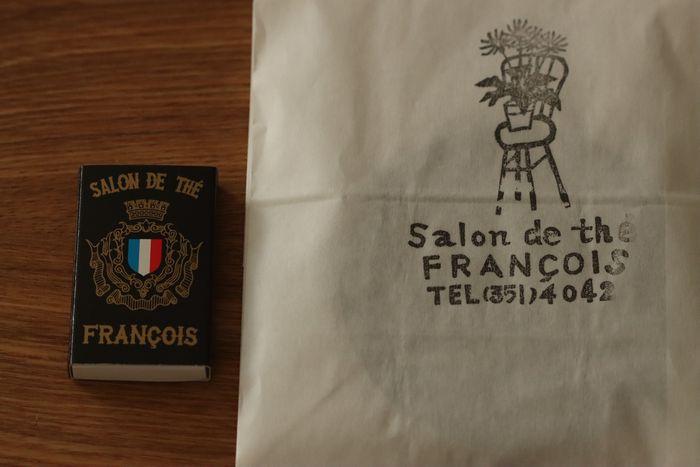 SALON DE THÉ
FRANÇOIS
Salon de thé
FRANÇOIS
TEL(351)4042